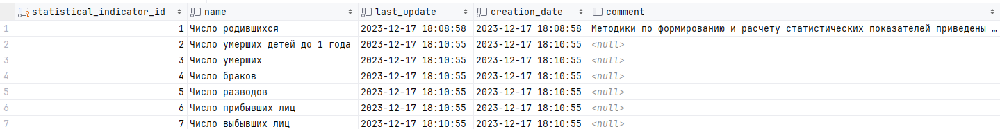 statistical_indicator_id name last_update creation_date comment
1 1 Число родившихся 2023-12-17 18:08:58 2023-12-17 18:08:58 Методики по формированию и расчету статистических показателей приведены …
2 2 Число умерших детей до 1 года 2023-12-17 18:10:55 2023-12-17 18:10:55 <null>
3 3 Число умерших 2023-12-17 18:10:55 2023-12-17 18:10:55 <null>
4 4 Число браков 2023-12-17 18:10:55 2023-12-17 18:10:55 <null>
5 5 Число разводов 2023-12-17 18:10:55 2023-12-17 18:10:55 <null>
6 6 Число прибывших лиц 2023-12-17 18:10:55 2023-12-17 18:10:55 <null>
7 7 Число выбывших лиц 2023-12-17 18:10:55 2023-12-17 18:10:55 <null>